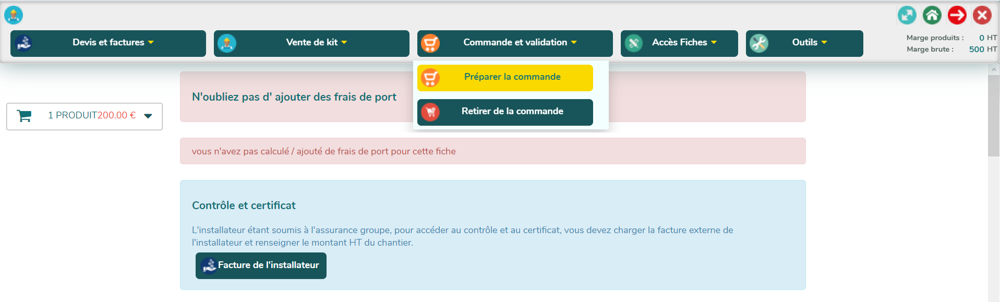 Devis et factures
Vente de kit
Commande et validation
Accès Fiches
Outils
Marge produits : 0 HT
Marge brute : 500 HT
Préparer la commande
Retirer de la commande
N'oubliez pas d' ajouter des frais de port
1 PRODUIT200.00 €
vous n'avez pas calculé / ajouté de frais de port pour cette fiche
Contrôle et certificat
L'installateur étant soumis à l'assurance groupe, pour accéder au contrôle et au certificat, vous devez charger la facture externe de
l'installateur et renseigner le montant HT du chantier.
Facture de l'installateur